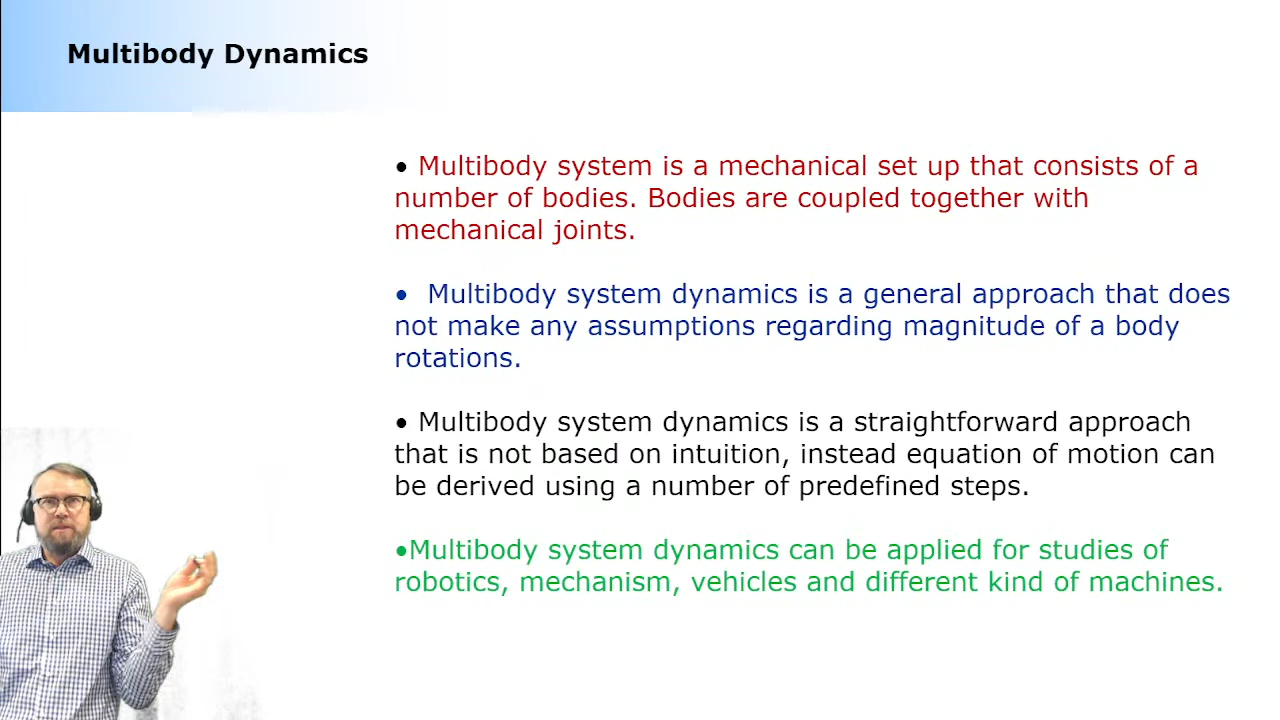 Multibody Dynamics
• Multibody system is a mechanical set up that consists of a
number of bodies. Bodies are coupled together with
mechanical joints.
• Multibody system dynamics is a general approach that does
not make any assumptions regarding magnitude of a body
rotations.
• Multibody system dynamics is a straightforward approach
that is not based on intuition, instead equation of motion can
be derived using a number of predefined steps.
•Multibody system dynamics can be applied for studies of
robotics, mechanism, vehicles and different kind of machines.